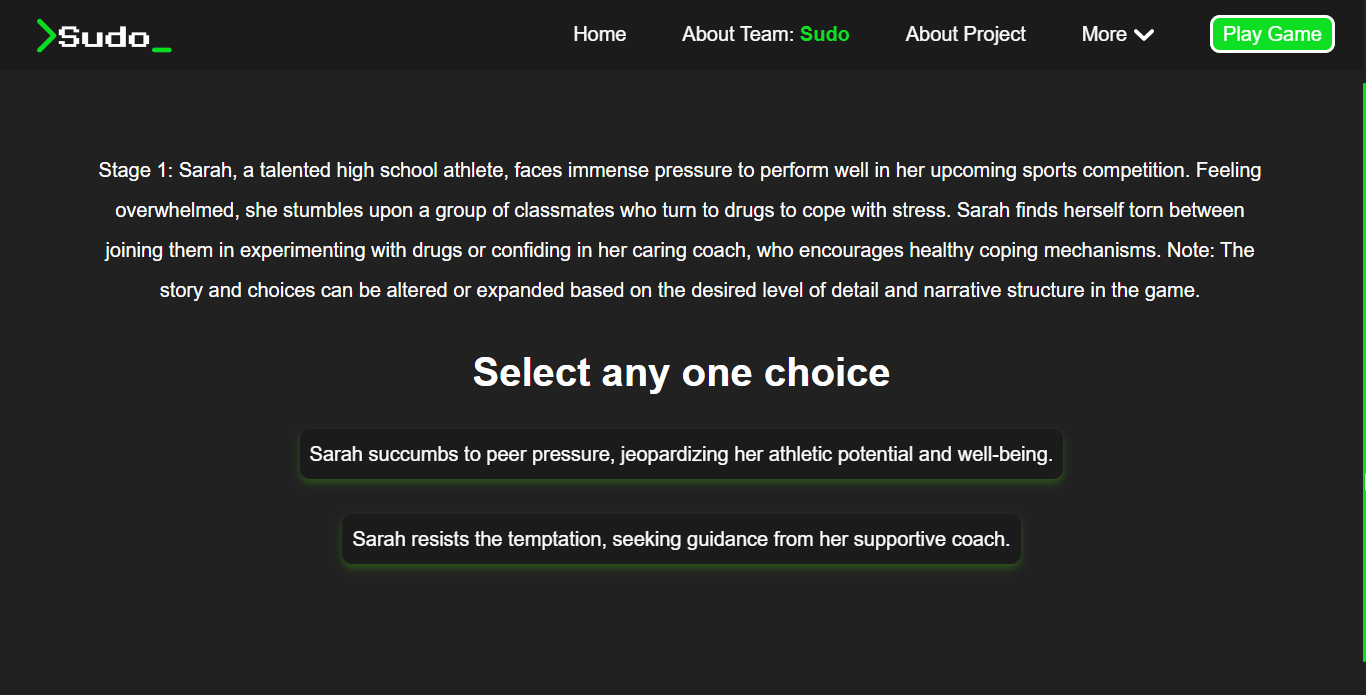 Sudo_
Home
About Team: Sudo
About Project
More
Play Game
Stage 1: Sarah, a talented high school athlete, faces immense pressure to perform well in her upcoming sports competition. Feeling
overwhelmed, she stumbles upon a group of classmates who turn to drugs to cope with stress. Sarah finds herself torn between
joining them in experimenting with drugs or confiding in her caring coach, who encourages healthy coping mechanisms. Note: The
story and choices can be altered or expanded based on the desired level of detail and narrative structure in the game.
Select any one choice
Sarah succumbs to peer pressure, jeopardizing her athletic potential and well-being.
Sarah resists the temptation, seeking guidance from her supportive coach.